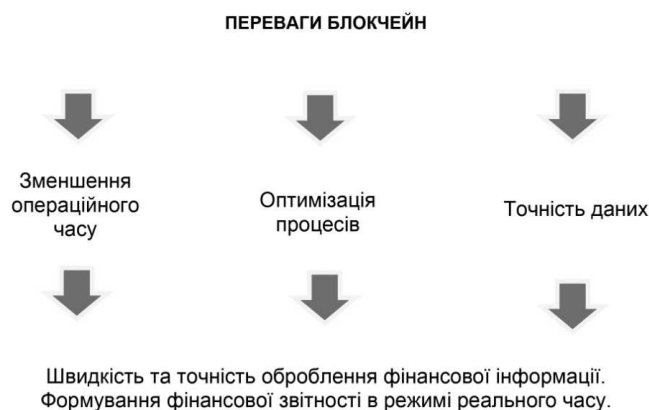 ПЕРЕВАГИ БЛОКЧЕЙН
Зменшення
операційного
часу
Оптимізація
процесів
Точність даних
Швидкість та точність оброблення фінансової інформації.
Формування фінансової звітності в режимі реального часу.